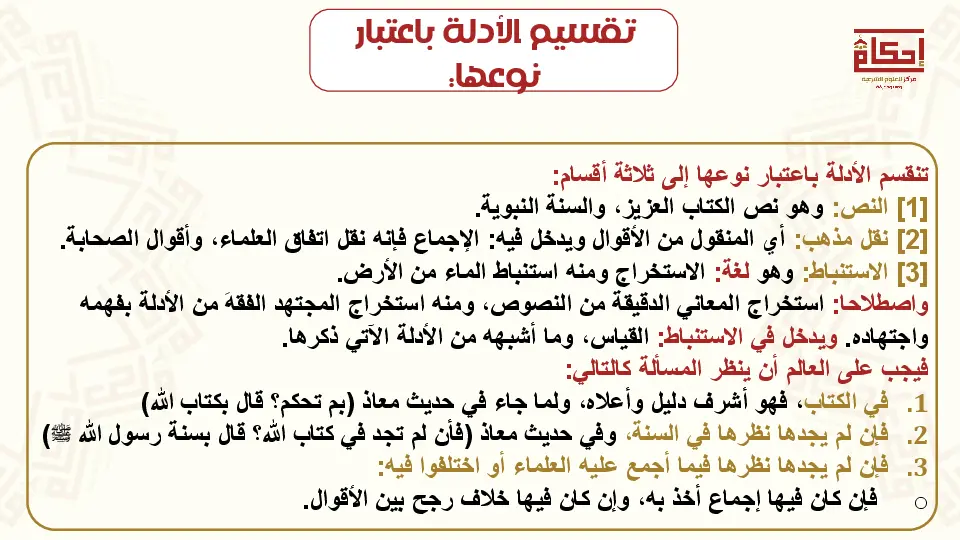 تقسيم الأدلة باعتبار
نوعها:
إحكام
مركز للعلوم الشرعية
تنقسم الأدلة باعتبار نوعها إلى ثلاثة أقسام:
[1] النص: وهو نص الكتاب العزيز، والسنة النبوية.
[2] نقل مذهب: أي المنقول من الأقوال ويدخل فيه: الإجماع فإنه نقل اتفاق العلماء، وأقوال الصحابة.
[3] الاستنباط: وهو لغة: الاستخراج ومنه استنباط الماء من الأرض.
واصطلاحا: استخراج المعاني الدقيقة من النصوص، ومنه استخراج المجتهد الفقهَ من الأدلة بفهمه
واجتهاده. ويدخل في الاستنباط: القياس، وما أشبهه من الأدلة الآتي ذكرها.
فيجب على العالم أن ينظر المسألة كالتالي:
1. في الكتاب، فهو أشرف دليل وأعلاه، ولما جاء في حديث معاذ (بم تحكم؟ قال بكتاب الله)
2. فإن لم يجدها نظرها في السنة، وفي حديث معاذ (فأن لم تجد في كتاب الله؟ قال بسنة رسول الله ﷺ)
3. فإن لم يجدها نظرها فيما أجمع عليه العلماء أو اختلفوا فيه:
o فإن كان فيها إجماع أخذ به، وإن كان فيها خلاف رجح بين الأقوال.